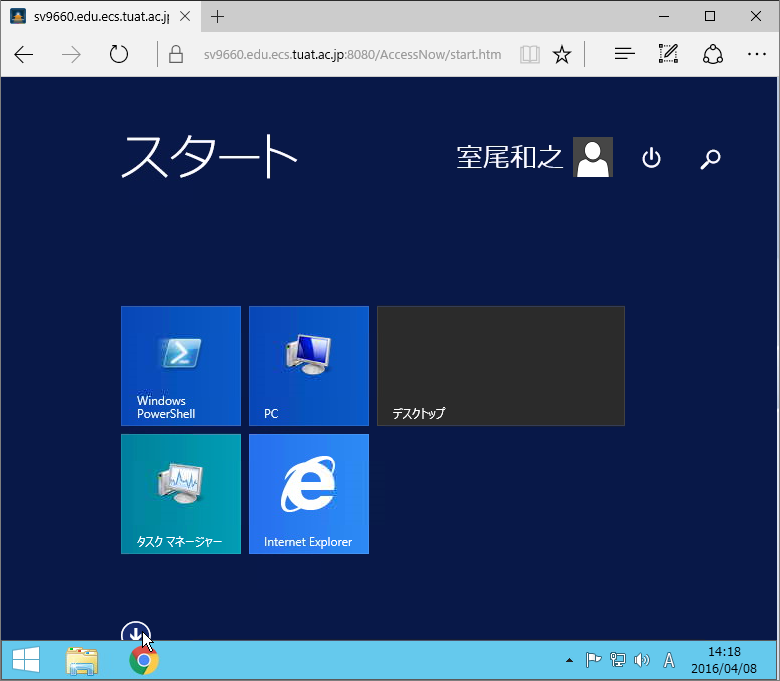 sv9660.edu.ecs.tuat.ac.jp
sv9660.edu.ecs.tuat.ac.jp:8080/AccessNow/start.htm
スタート
室尾和之
Windows
PowerShell
PC
デスクトップ
タスク マネージャー
Internet Explorer
A
14:18
2016/04/08